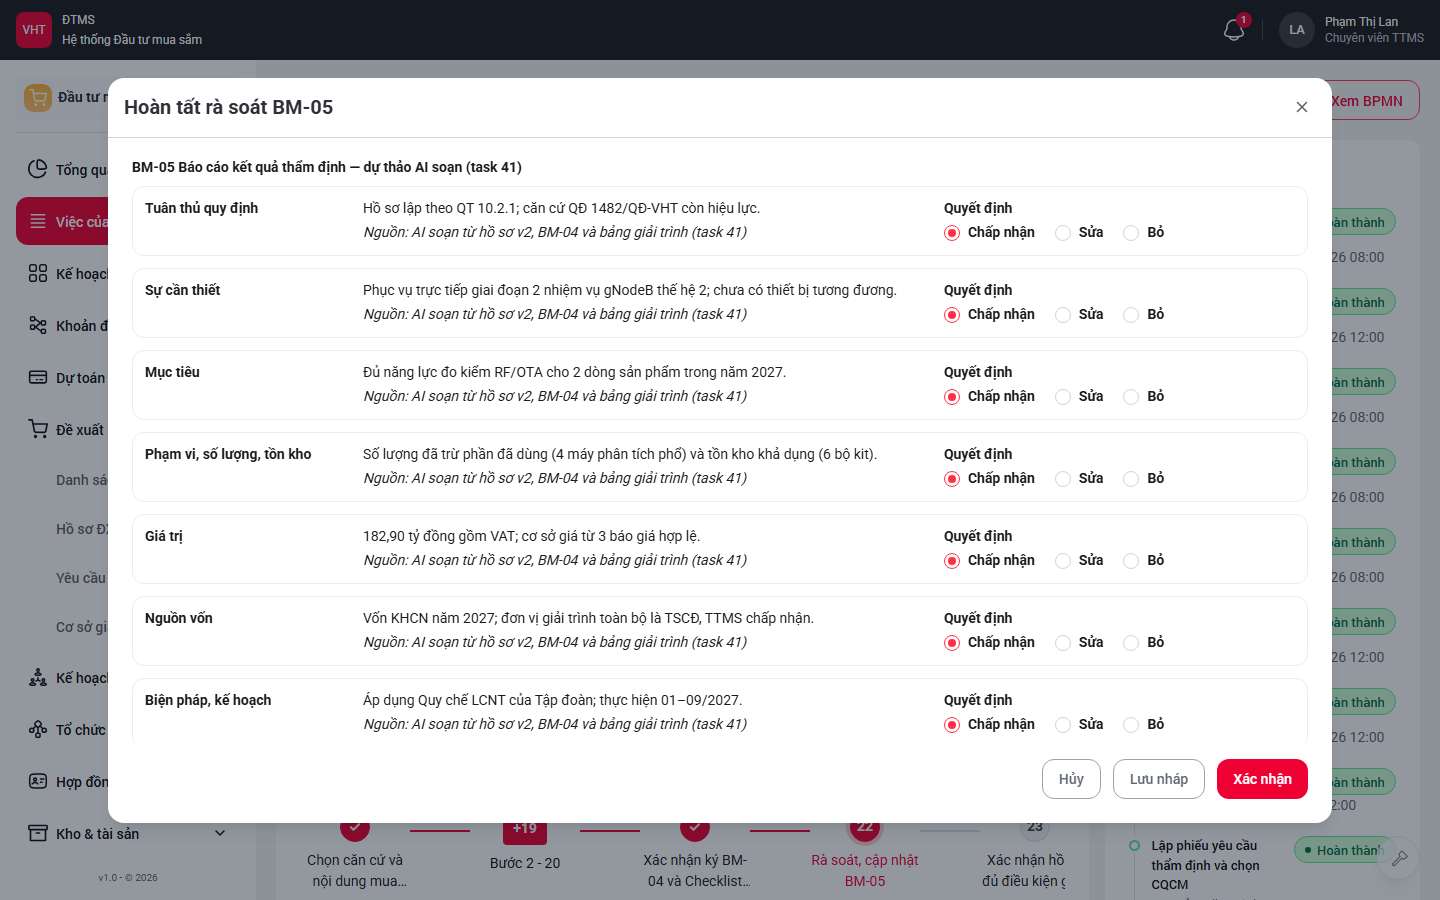 VHT
ĐTMS
Hệ thống Đầu tư mua sắm
1
LA
Phạm Thị Lan
Chuyên viên TTMS
Đầu tư
Xem BPMN
Tổng
Việc của
Kế hoạch
Khoản
Dự toán
Đề xuất
Danh
Hồ sơ
Yêu cầu
Cơ sở
Kế hoạch
Tổ chức
Hợp
Kho & tài sản
v1.0 - © 2026
Hoàn tất rà soát BM-05
BM-05 Báo cáo kết quả thẩm định — dự thảo AI soạn (task 41)
Tuân thủ quy định
Hồ sơ lập theo QT 10.2.1; căn cứ QĐ 1482/QĐ-VHT còn hiệu lực.
Nguồn: AI soạn từ hồ sơ v2, BM-04 và bảng giải trình (task 41)
Quyết định
Chấp nhận Sửa Bỏ
Sự cần thiết
Phục vụ trực tiếp giai đoạn 2 nhiệm vụ gNodeB thế hệ 2; chưa có thiết bị tương đương.
Nguồn: AI soạn từ hồ sơ v2, BM-04 và bảng giải trình (task 41)
Quyết định
Chấp nhận Sửa Bỏ
Mục tiêu
Đủ năng lực đo kiểm RF/OTA cho 2 dòng sản phẩm trong năm 2027.
Nguồn: AI soạn từ hồ sơ v2, BM-04 và bảng giải trình (task 41)
Quyết định
Chấp nhận Sửa Bỏ
Phạm vi, số lượng, tồn kho
Số lượng đã trừ phần đã dùng (4 máy phân tích phổ) và tồn kho khả dụng (6 bộ kit).
Nguồn: AI soạn từ hồ sơ v2, BM-04 và bảng giải trình (task 41)
Quyết định
Chấp nhận Sửa Bỏ
Giá trị
182,90 tỷ đồng gồm VAT; cơ sở giá từ 3 báo giá hợp lệ.
Nguồn: AI soạn từ hồ sơ v2, BM-04 và bảng giải trình (task 41)
Quyết định
Chấp nhận Sửa Bỏ
Nguồn vốn
Vốn KHCN năm 2027; đơn vị giải trình toàn bộ là TSCĐ, TTMS chấp nhận.
Nguồn: AI soạn từ hồ sơ v2, BM-04 và bảng giải trình (task 41)
Quyết định
Chấp nhận Sửa Bỏ
Biện pháp, kế hoạch
Áp dụng Quy chế LCNT của Tập đoàn; thực hiện 01–09/2027.
Nguồn: AI soạn từ hồ sơ v2, BM-04 và bảng giải trình (task 41)
Quyết định
Chấp nhận Sửa Bỏ
Hủy
Lưu nháp
Xác nhận
thành
26 08:00
thành
26 12:00
thành
26 08:00
thành
26 08:00
thành
26 08:00
thành
26 12:00
thành
26 12:00
thành
2:00
+19
22
23
Chọn căn cứ và
nội dung mua...
Bước 2 - 20
Xác nhận ký BM-
04 và Checklist...
Rà soát, cập nhật
BM-05
Xác nhận hồ
đủ điều kiện
Lập phiếu yêu cầu
thẩm định và chọn
CQCM
Hoàn thành